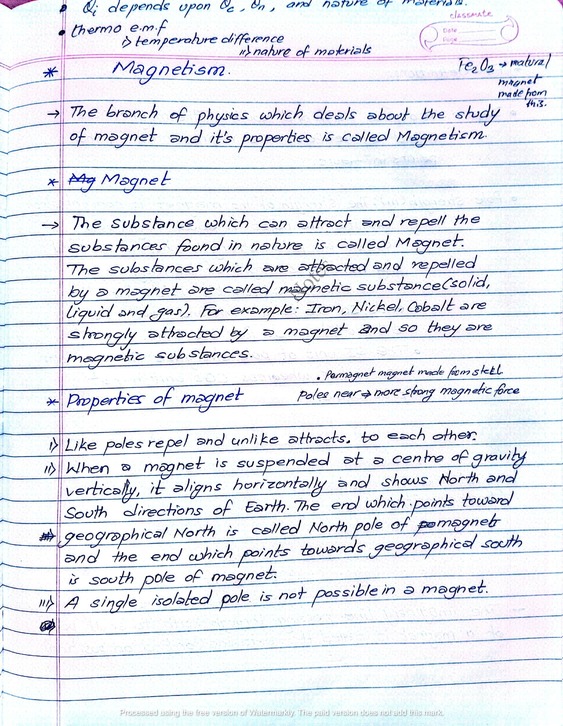 • θi depends upon θc, θn, and nature of materials.
• thermo e.m.f
i> temperature difference
ii> nature of materials
classmate
Date
Page
* Magnetism.
Fe2O3 → natural
magnet
made from
this.
→ The branch of physics which deals about the study
of magnet and it's properties is called Magnetism.
* Mg Magnet
→ The substance which can attract and repell the
substances found in nature is called Magnet.
The substances which are attracted and repelled
by a magnet are called magnetic substance(solid,
liquid and gas). For example: Iron, Nickel, Cobalt are
strongly attracted by a magnet and so they are
magnetic substances.
• Parmagnet magnet made from steel
* Properties of magnet
Poles near → more strong magnetic force
i> Like poles repel and unlike attracts. to each other.
ii> When a magnet is suspended at a centre of gravity
vertically, it aligns horizontally and shows North and
South directions of Earth. The end which points toward
geographical North is called North pole of magnet
and the end which points towards geographical south
is south pole of magnet.
iii> A single isolated pole is not possible in a magnet.
Processed using the free version of Watermarkly. The paid version does not add this mark.